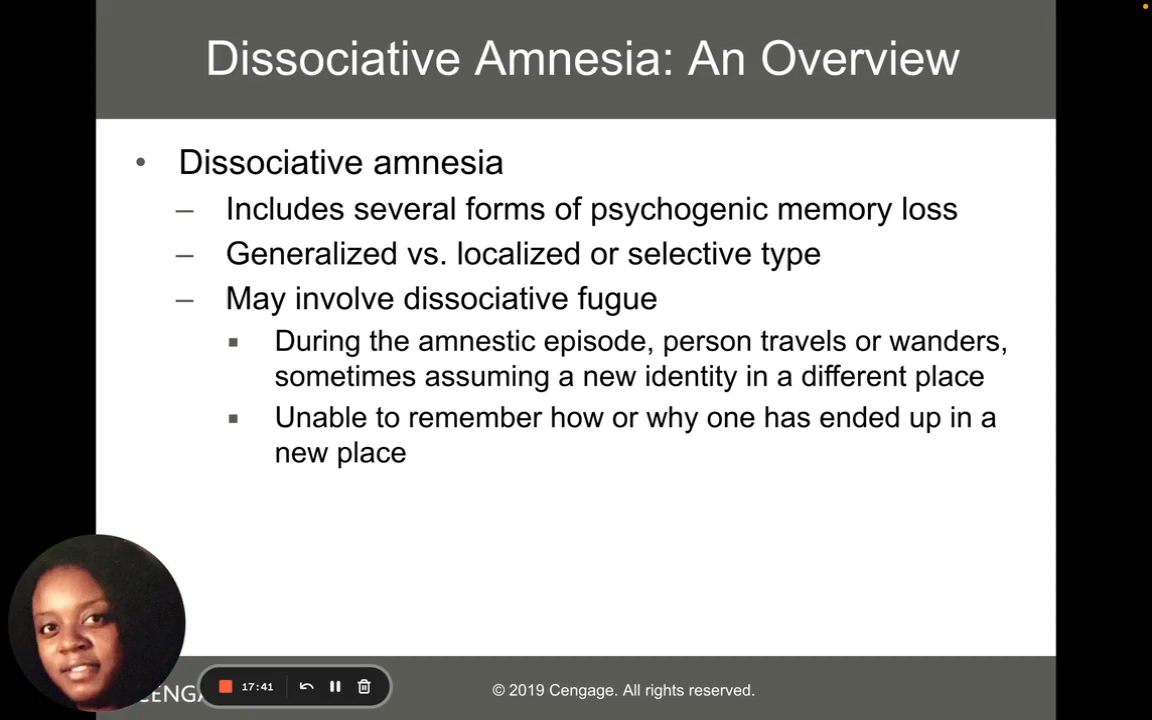 Dissociative Amnesia: An Overview
• Dissociative amnesia
– Includes several forms of psychogenic memory loss
– Generalized vs. localized or selective type
– May involve dissociative fugue
▪ During the amnestic episode, person travels or wanders,
sometimes assuming a new identity in a different place
▪ Unable to remember how or why one has ended up in a
new place
17:41
© 2019 Cengage. All rights reserved.